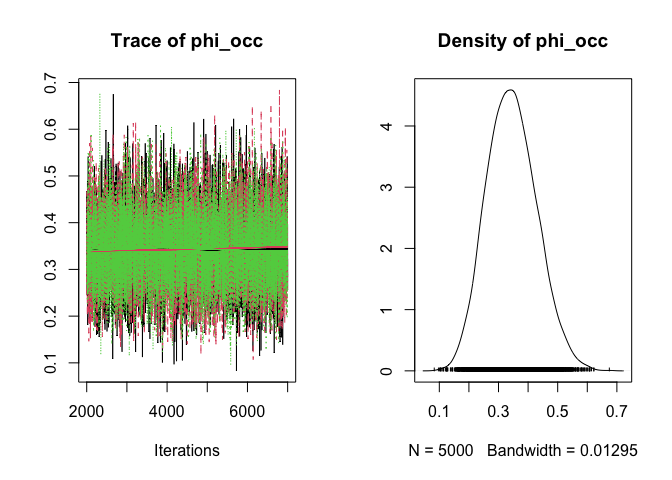 Trace of phi_occ
0.7
0.6
0.5
0.4
0.3
0.2
0.1
2000 4000 6000
Iterations
Density of phi_occ
4
3
2
1
0
0.1 0.3 0.5 0.7
N = 5000 Bandwidth = 0.01295